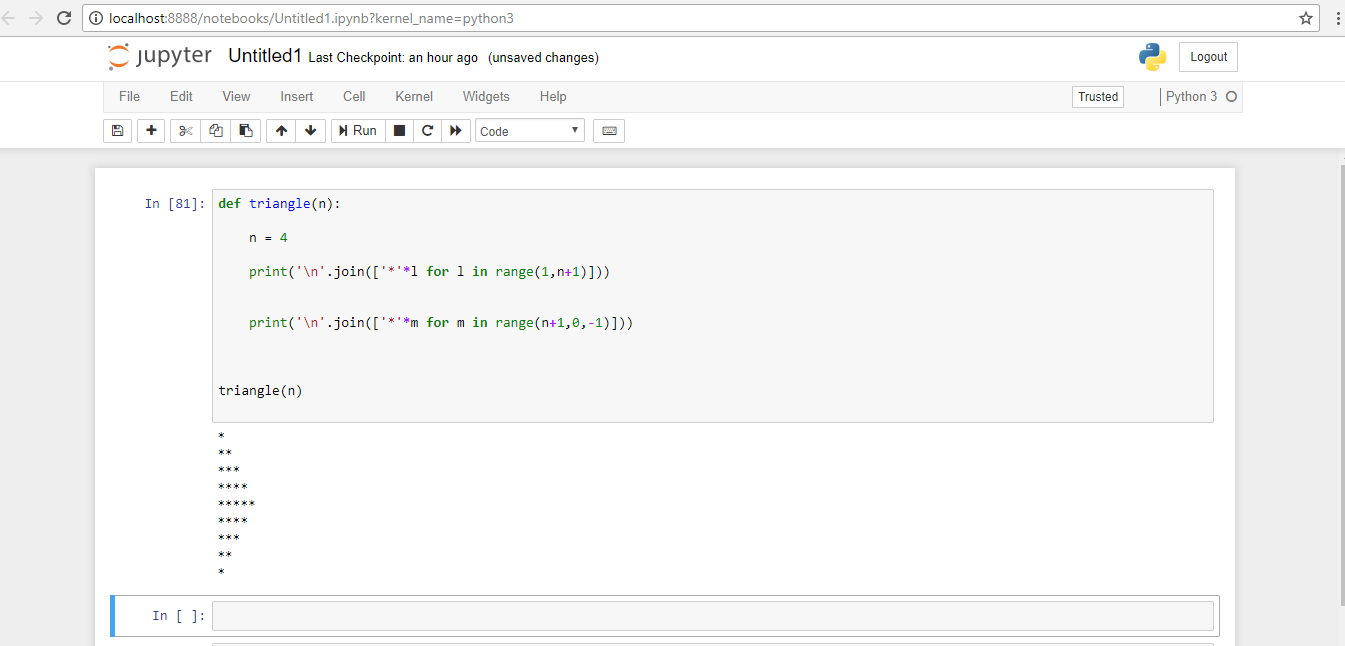 localhost:8888/notebooks/Untitled1.ipynb?kernel_name=python3
jupyter Untitled1 Last Checkpoint: an hour ago (unsaved changes) Logout
File Edit View Insert Cell Kernel Widgets Help Trusted Python 3
Run Code
In [81]: def triangle(n):
n = 4
print('\n'.join(['*'*l for l in range(1,n+1)]))
print('\n'.join(['*'*m for m in range(n+1,0,-1)]))
triangle(n)
*
**
***
****
*****
****
***
**
*
In [ ]: